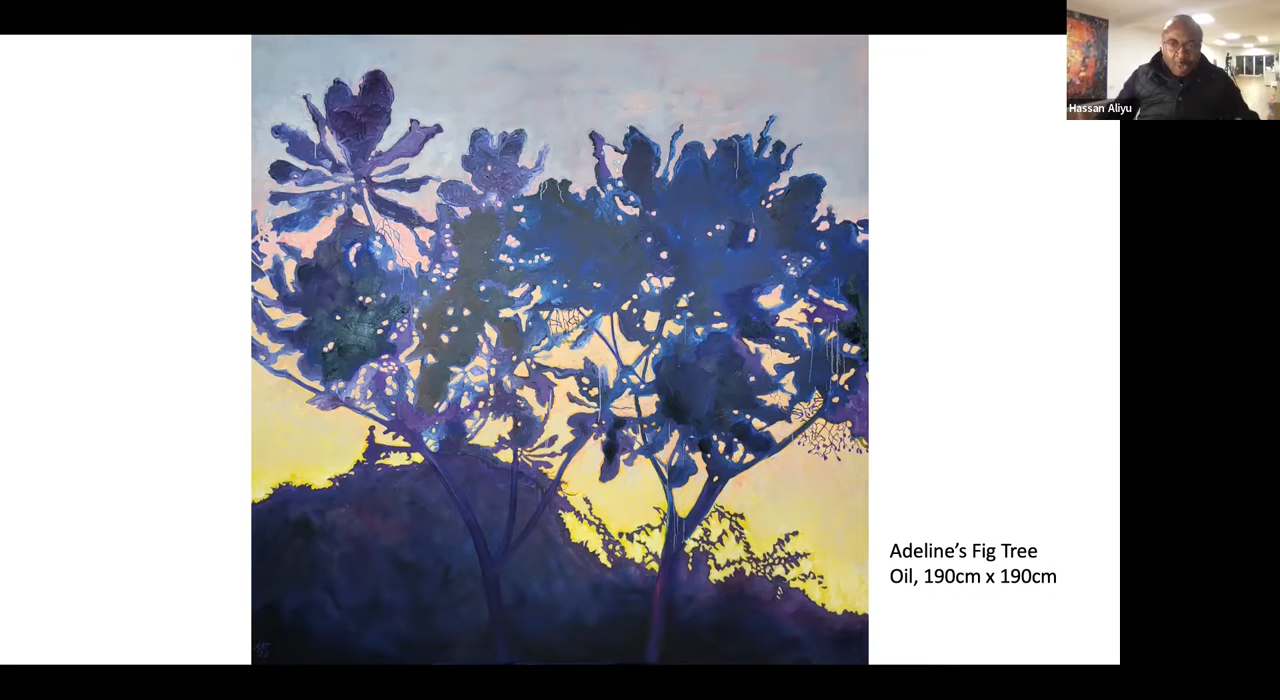 Hassan Aliyu
Adeline’s Fig Tree
Oil, 190cm x 190cm